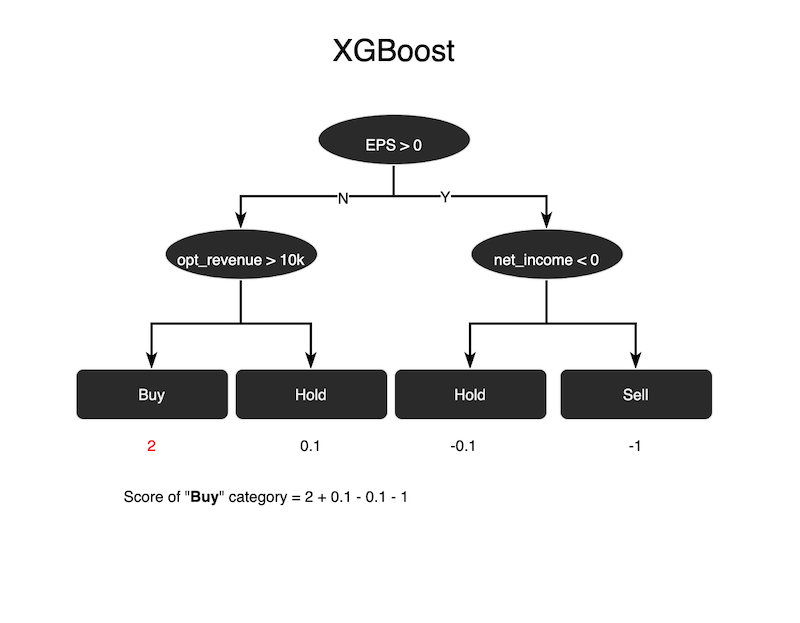 XGBoost
EPS > 0
N
Y
opt_revenue > 10k
net_income < 0
Buy
Hold
Hold
Sell
2
0.1
-0.1
-1
Score of "Buy" category = 2 + 0.1 - 0.1 - 1